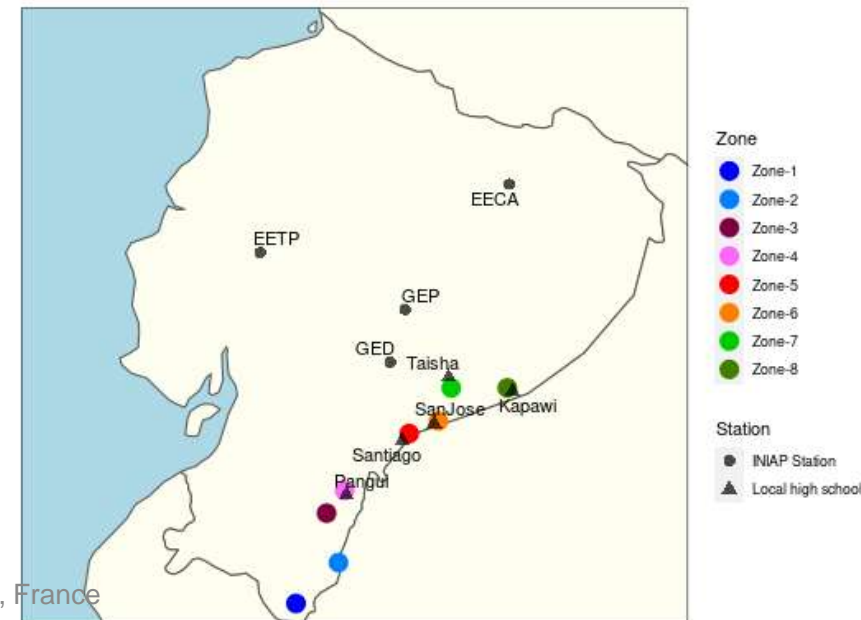 EECA
EETP
GEP
GED
Taisha
SanJose
Kapawi
Santiago
Pangui
, France
Zone
Zone-1
Zone-2
Zone-3
Zone-4
Zone-5
Zone-6
Zone-7
Zone-8
Station
INIAP Station
Local high school